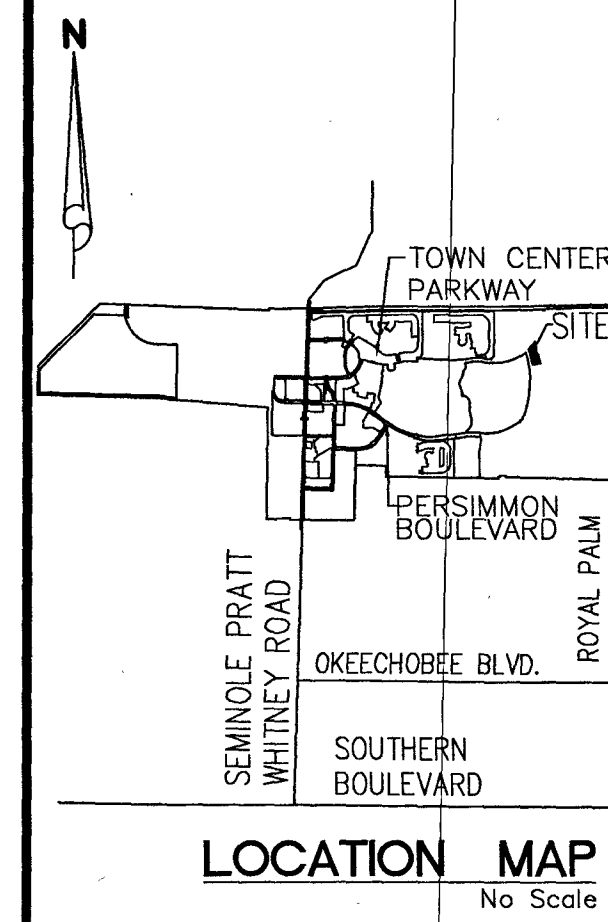 N
TOWN CENTER
PARKWAY
SITE
PERSIMMON
BOULEVARD
ROYAL PALM
SEMINOLE PRATT
WHITNEY ROAD
OKEECHOBEE BLVD.
SOUTHERN
BOULEVARD
LOCATION MAP
No Scale